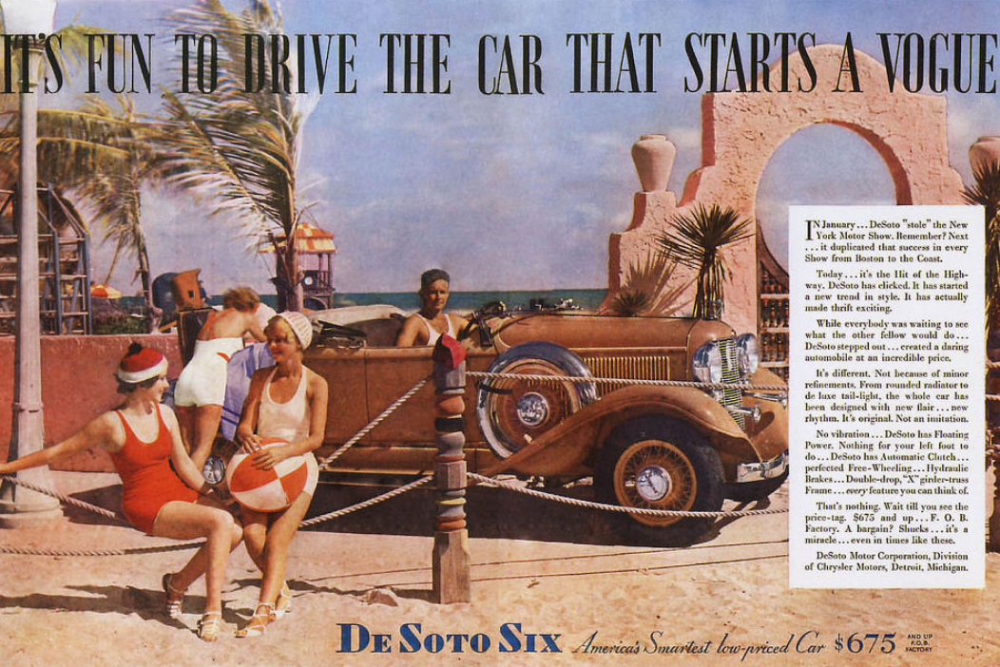 IT'S FUN TO DRIVE THE CAR THAT STARTS A VOGUE
IN January...DeSoto "stole" the New
York Motor Show. Remember? Next
...it duplicated that success in every
Show from Boston to the Coast.
Today...it's the Hit of the High-
way. DeSoto has clicked. It has started
a new trend in style. It has actually
made thrift exciting.
While everybody was waiting to see
what the other fellow would do...
DeSoto stepped out...created a daring
automobile at an incredible price.
It's different. Not because of minor
refinements. From rounded radiator to
de luxe tail-light, the whole car has
been designed with new flair...new
rhythm. It's original. Not an imitation.
No vibration...DeSoto has Floating
Power. Nothing for your left foot to
do...DeSoto has Automatic Clutch...
perfected Free-Wheeling...Hydraulic
Brakes...Double-drop, "X" girder-truss
Frame...every feature you can think of.
That's nothing. Wait till you see the
price-tag. $675 and up...F. O. B.
Factory. A bargain? Shucks...it's a
miracle...even in times like these.
DeSoto Motor Corporation, Division
of Chrysler Motors, Detroit, Michigan.
DE SOTO SIX America's Smartest low-priced Car $675 AND UP
F.O.B.
FACTORY